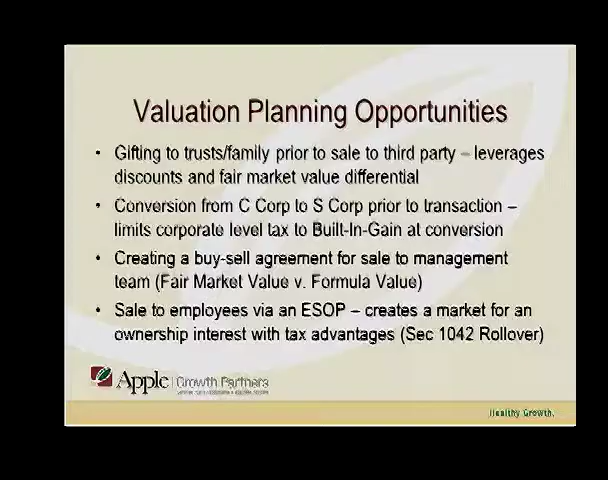 Valuation Planning Opportunities
• Gifting to trusts/family prior to sale to third party – leverages
discounts and fair market value differential
• Conversion from C Corp to S Corp prior to transaction –
limits corporate level tax to Built-In-Gain at conversion
• Creating a buy-sell agreement for sale to management
team (Fair Market Value v. Formula Value)
• Sale to employees via an ESOP – creates a market for an
ownership interest with tax advantages (Sec 1042 Rollover)
Apple Growth Partners
Healthy Growth.